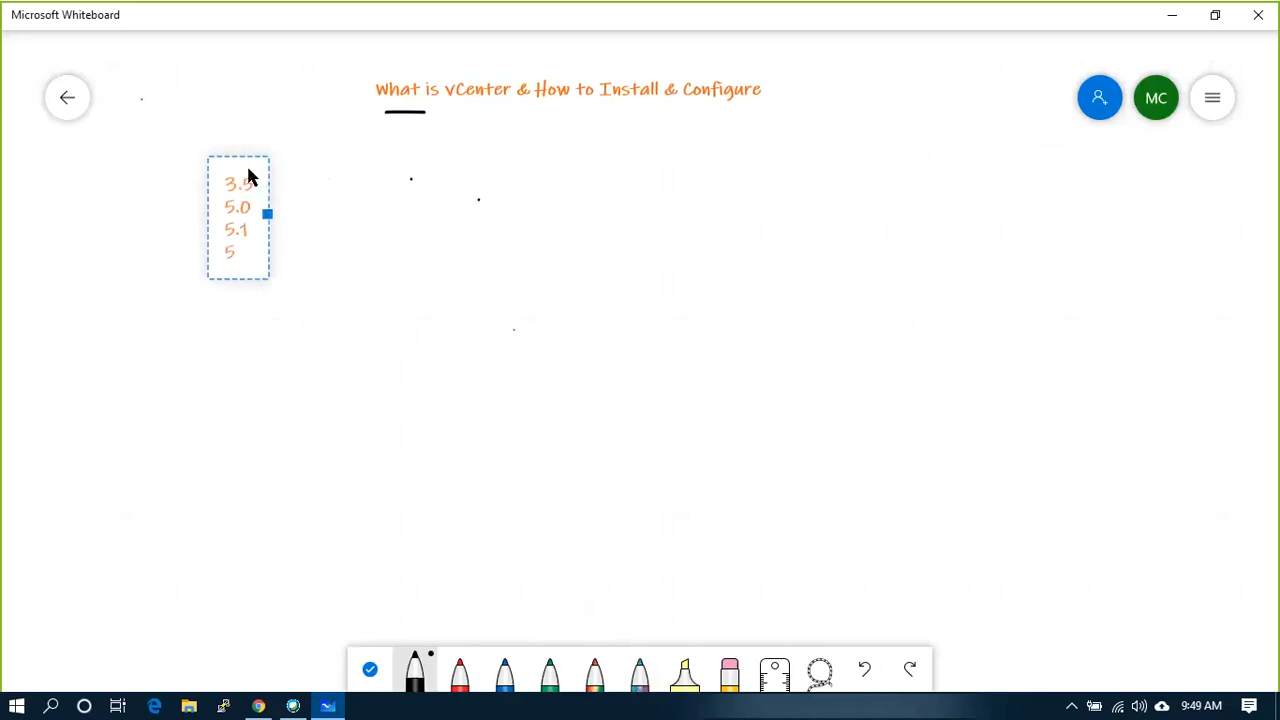 Microsoft Whiteboard
What is vCenter & How to Install & Configure
MC
3.5
5.0
5.1
5
9:49 AM